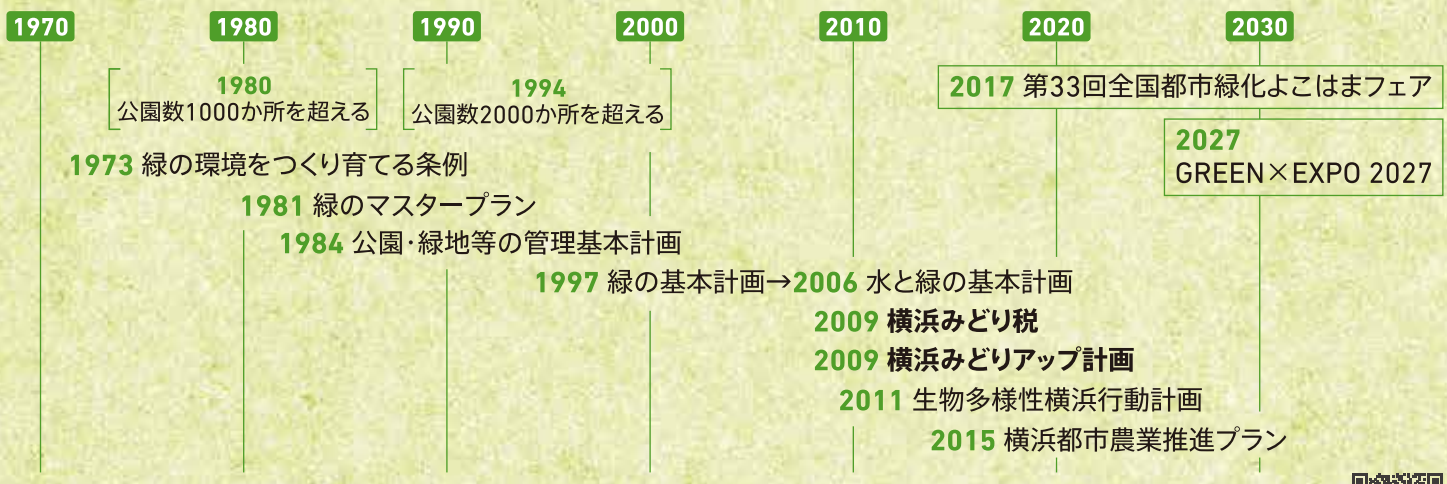 1970 1980 1990 2000 2010 2020 2030
1980
公園数1000か所を超える
1994
公園数2000か所を超える
2017 第33回全国都市緑化よこはまフェア
2027
GREEN×EXPO 2027
1973 緑の環境をつくり育てる条例
1981 緑のマスタープラン
1984 公園・緑地等の管理基本計画
1997 緑の基本計画→2006 水と緑の基本計画
2009 横浜みどり税
2009 横浜みどりアップ計画
2011 生物多様性横浜行動計画
2015 横浜都市農業推進プラン